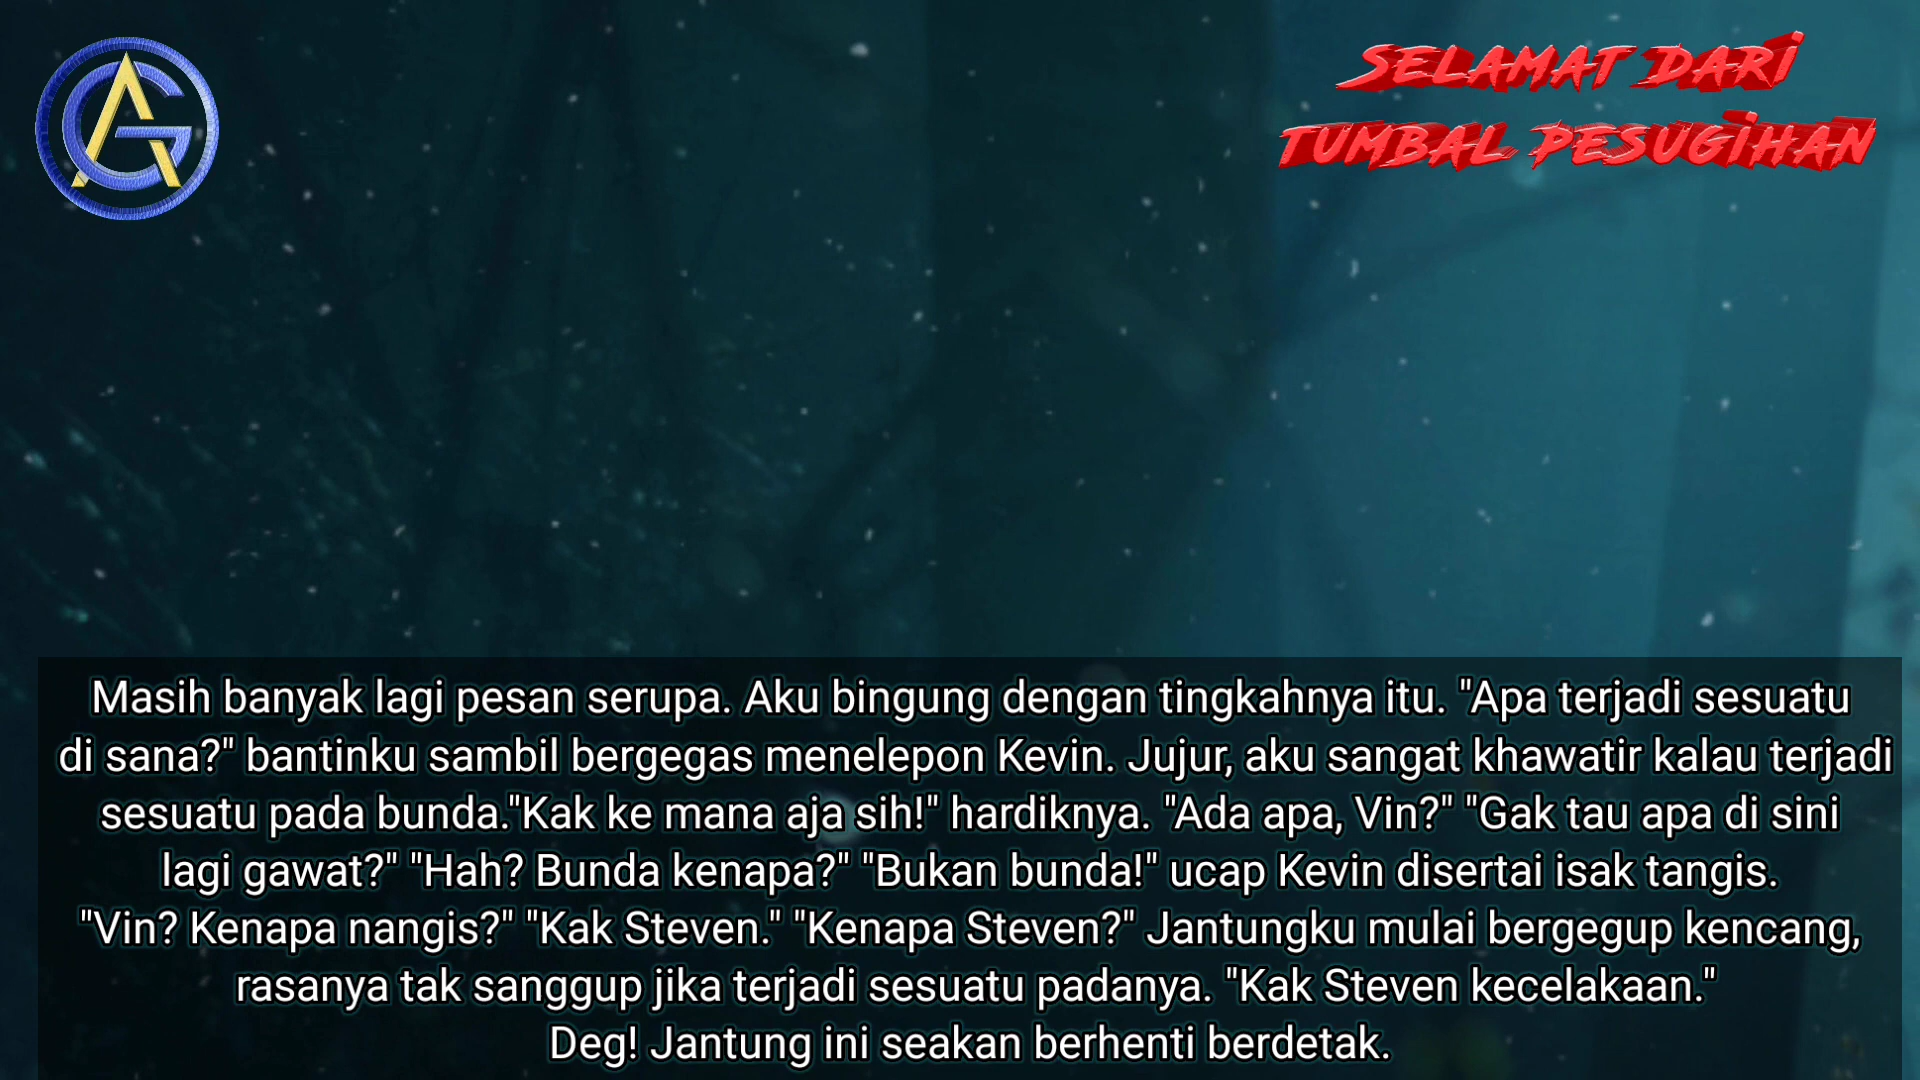 SELAMAT DARI
TUMBAL PESUGIHAN
Masih banyak lagi pesan serupa. Aku bingung dengan tingkahnya itu. "Apa terjadi sesuatu
di sana?" bantinku sambil bergegas menelepon Kevin. Jujur, aku sangat khawatir kalau terjadi
sesuatu pada bunda."Kak ke mana aja sih!" hardiknya. "Ada apa, Vin?" "Gak tau apa di sini
lagi gawat?" "Hah? Bunda kenapa?" "Bukan bunda!" ucap Kevin disertai isak tangis.
"Vin? Kenapa nangis?" "Kak Steven." "Kenapa Steven?" Jantungku mulai bergegup kencang,
rasanya tak sanggup jika terjadi sesuatu padanya. "Kak Steven kecelakaan."
Deg! Jantung ini seakan berhenti berdetak.